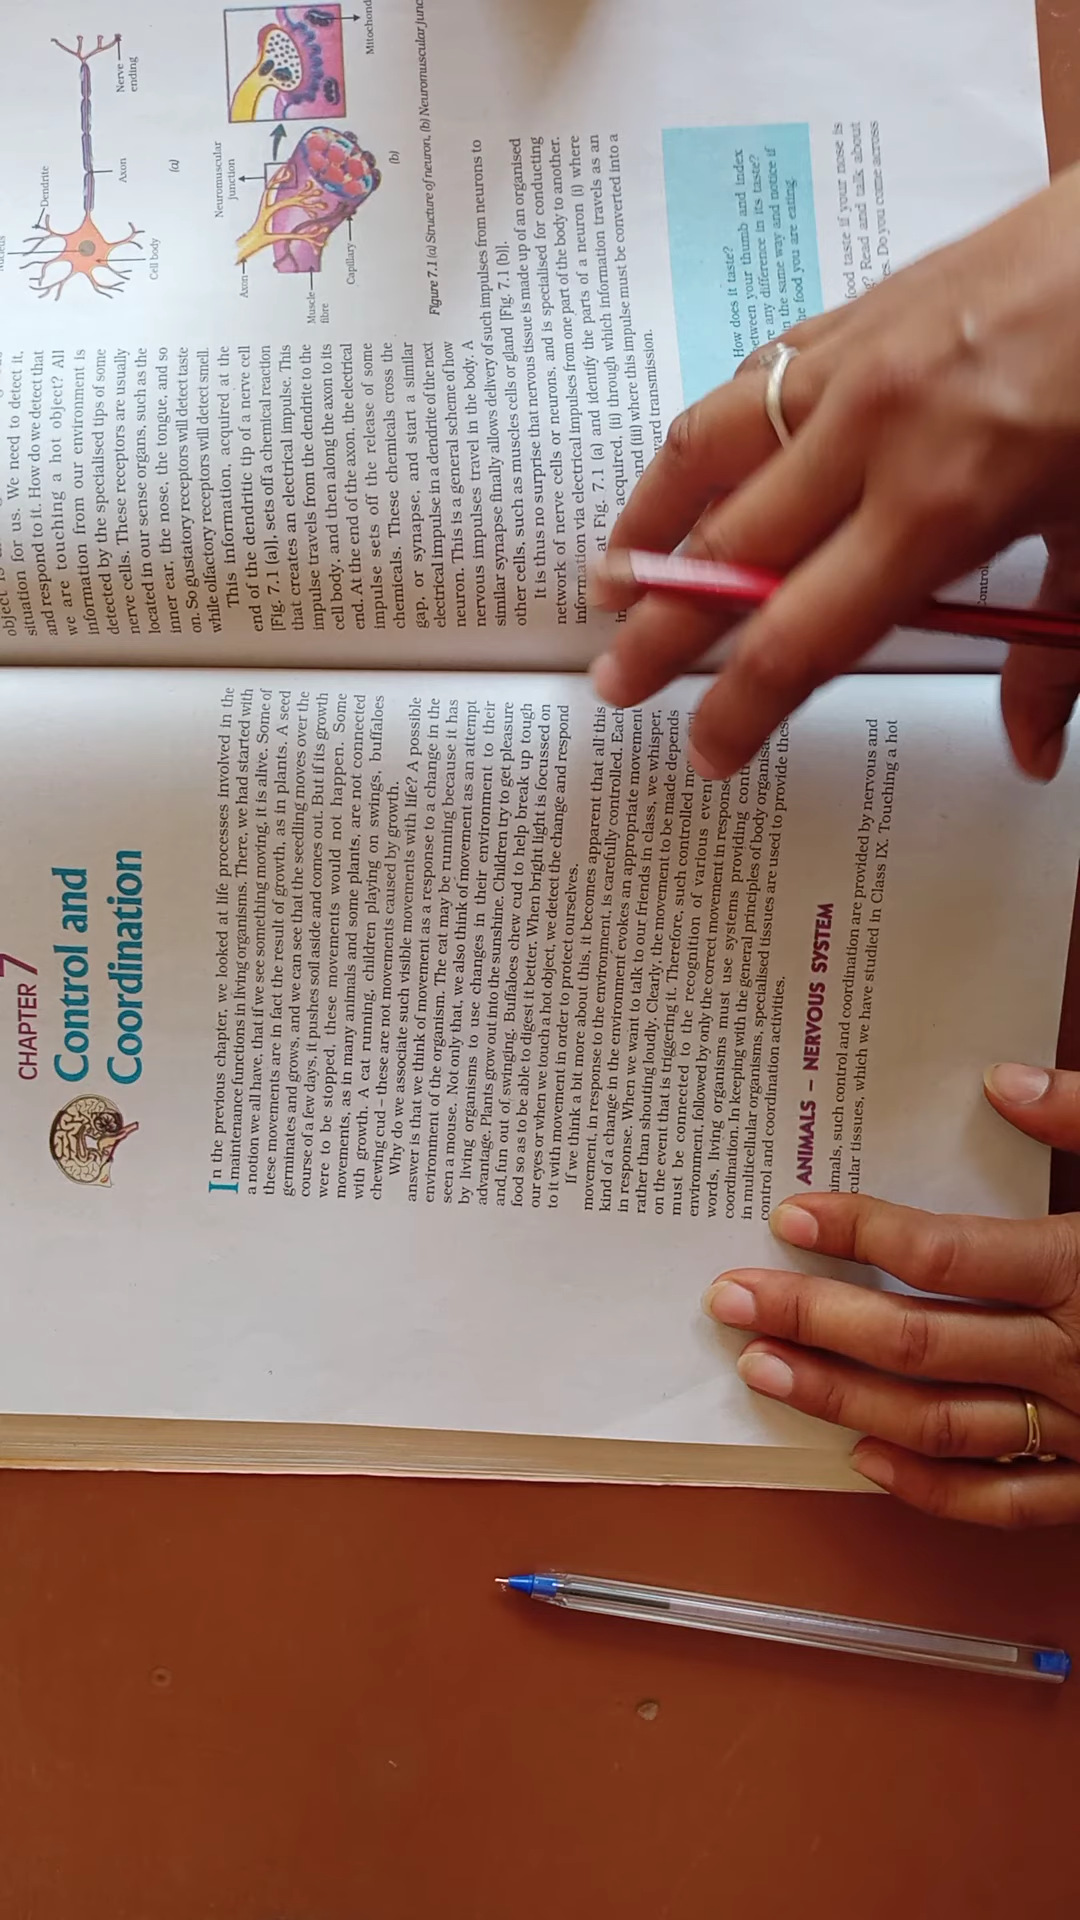 CHAPTER 7
Control and
Coordination
In the previous chapter, we looked at life processes involved in the
maintenance functions in living organisms. There, we had started with
a notion we all have, that if we see something moving, it is alive. Some of
these movements are in fact the result of growth, as in plants. A seed
germinates and grows, and we can see that the seedling moves over the
course of a few days, it pushes soil aside and comes out. But if its growth
were to be stopped, these movements would not happen. Some
movements, as in many animals and some plants, are not connected
with growth. A cat running, children playing on swings, buffaloes
chewing cud – these are not movements caused by growth.
Why do we associate such visible movements with life? A possible
answer is that we think of movement as a response to a change in the
environment of the organism. The cat may be running because it has
seen a mouse. Not only that, we also think of movement as an attempt
by living organisms to use changes in their environment to their
advantage. Plants grow out into the sunshine. Children try to get pleasure
and fun out of swinging. Buffaloes chew cud to help break up tough
food so as to be able to digest it better. When bright light is focussed on
our eyes or when we touch a hot object, we detect the change and respond
to it with movement in order to protect ourselves.
If we think a bit more about this, it becomes apparent that all this
movement, in response to the environment, is carefully controlled. Each
kind of a change in the environment evokes an appropriate movement
in response. When we want to talk to our friends in class, we whisper,
rather than shouting loudly. Clearly, the movement to be made depends
on the event that is triggering it. Therefore, such controlled
must be connected to the recognition of various
environment, followed by only the correct movement in response
words, living organisms must use systems providing
coordination. In keeping with the general principles of body
in multicellular organisms, specialised tissues are used to provide these
control and coordination activities.
ANIMALS – NERVOUS SYSTEM
such control and coordination are provided by nervous and
tissues, which we have studied in Class IX. Touching a hot
object
situation for us. We need to detect it,
and respond to it. How do we detect that
we are touching a hot object? All
information from our environment is
detected by the specialised tips of some
nerve cells. These receptors are usually
located in our sense organs, such as the
inner ear, the nose, the tongue, and so
on. So gustatory receptors will detect taste
while olfactory receptors will detect smell.
This information, acquired at the
end of the dendritic tip of a nerve cell
[Fig. 7.1 (a)], sets off a chemical reaction
that creates an electrical impulse. This
impulse travels from the dendrite to the
cell body, and then along the axon to its
end. At the end of the axon, the electrical
impulse sets off the release of some
chemicals. These chemicals cross the
gap, or synapse, and start a similar
electrical impulse in a dendrite of the next
neuron. This is a general scheme of how
nervous impulses travel in the body. A
similar synapse finally allows delivery of such impulses from neurons to
other cells, such as muscles cells or gland [Fig. 7.1 (b)].
It is thus no surprise that nervous tissue is made up of an organised
network of nerve cells or neurons, and is specialised for conducting
information via electrical impulses from one part of the body to another.
at Fig. 7.1 (a) and identify the parts of a neuron (i) where
acquired, (ii) through which information travels as an
and (iii) where this impulse must be converted into a
transmission.
Dendrite
Nerve
ending
Axon
Cell body
(a)
Neuromuscular
junction
Axon
Muscle
fibre
Capillary
(b)
Figure 7.1 (a) Structure of neuron, (b) Neuromuscular
How does it taste?
your thumb and index
any difference in its taste?
the same way and notice if
food you are eating
food taste if your nose is
Read and talk about
Do you come across